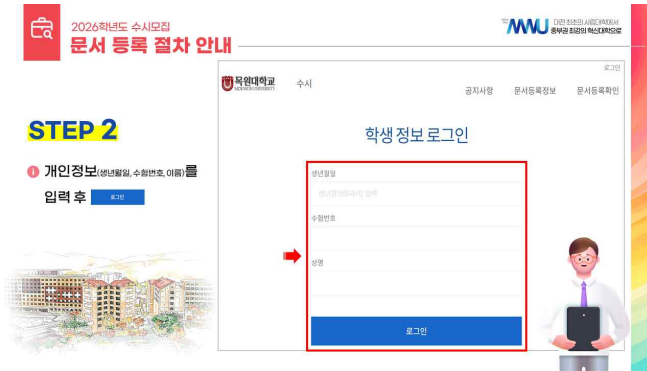 2026학년도 수시모집
문서 등록 절차 안내
MWU 대전 최초의 사립대학에서
중부권 최강의 혁신대학으로
로그인
목원대학교
MOKWON UNIVERSITY
수시
공지사항 문서등록정보 문서등록확인
STEP 2
개인정보(생년월일, 수험번호, 이름)를
입력 후 로그인
학생 정보 로그인
생년월일
수험번호
성명
로그인